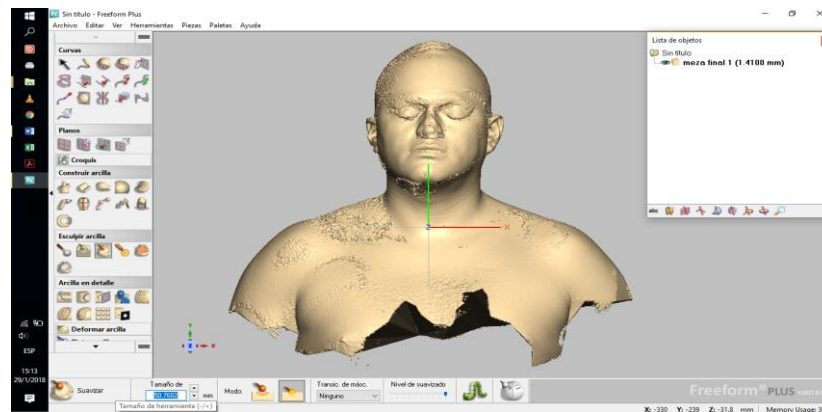 Sin título - Freeform Plus
Archivo Editar Ver Herramientas Piezas Paletas Ayuda
Curvas
Planos
Croquis
Construir arcilla
Esculpir arcilla
Arcilla en detalle
Deformar arcilla
Lista de objetos
Sin título
meza final 1 (1.4100 mm)
abc
X
Z
ESP
15:13
29/1/2018
Suavizar
Tamaño de
mm
Modo:
Transic. de másc.
Ninguno
Nivel de suavizado
Tamaño de herramienta (-/+)
Freeform PLUS
X: -330 Y: -239 Z: -31.8 mm Memory Usage: 3